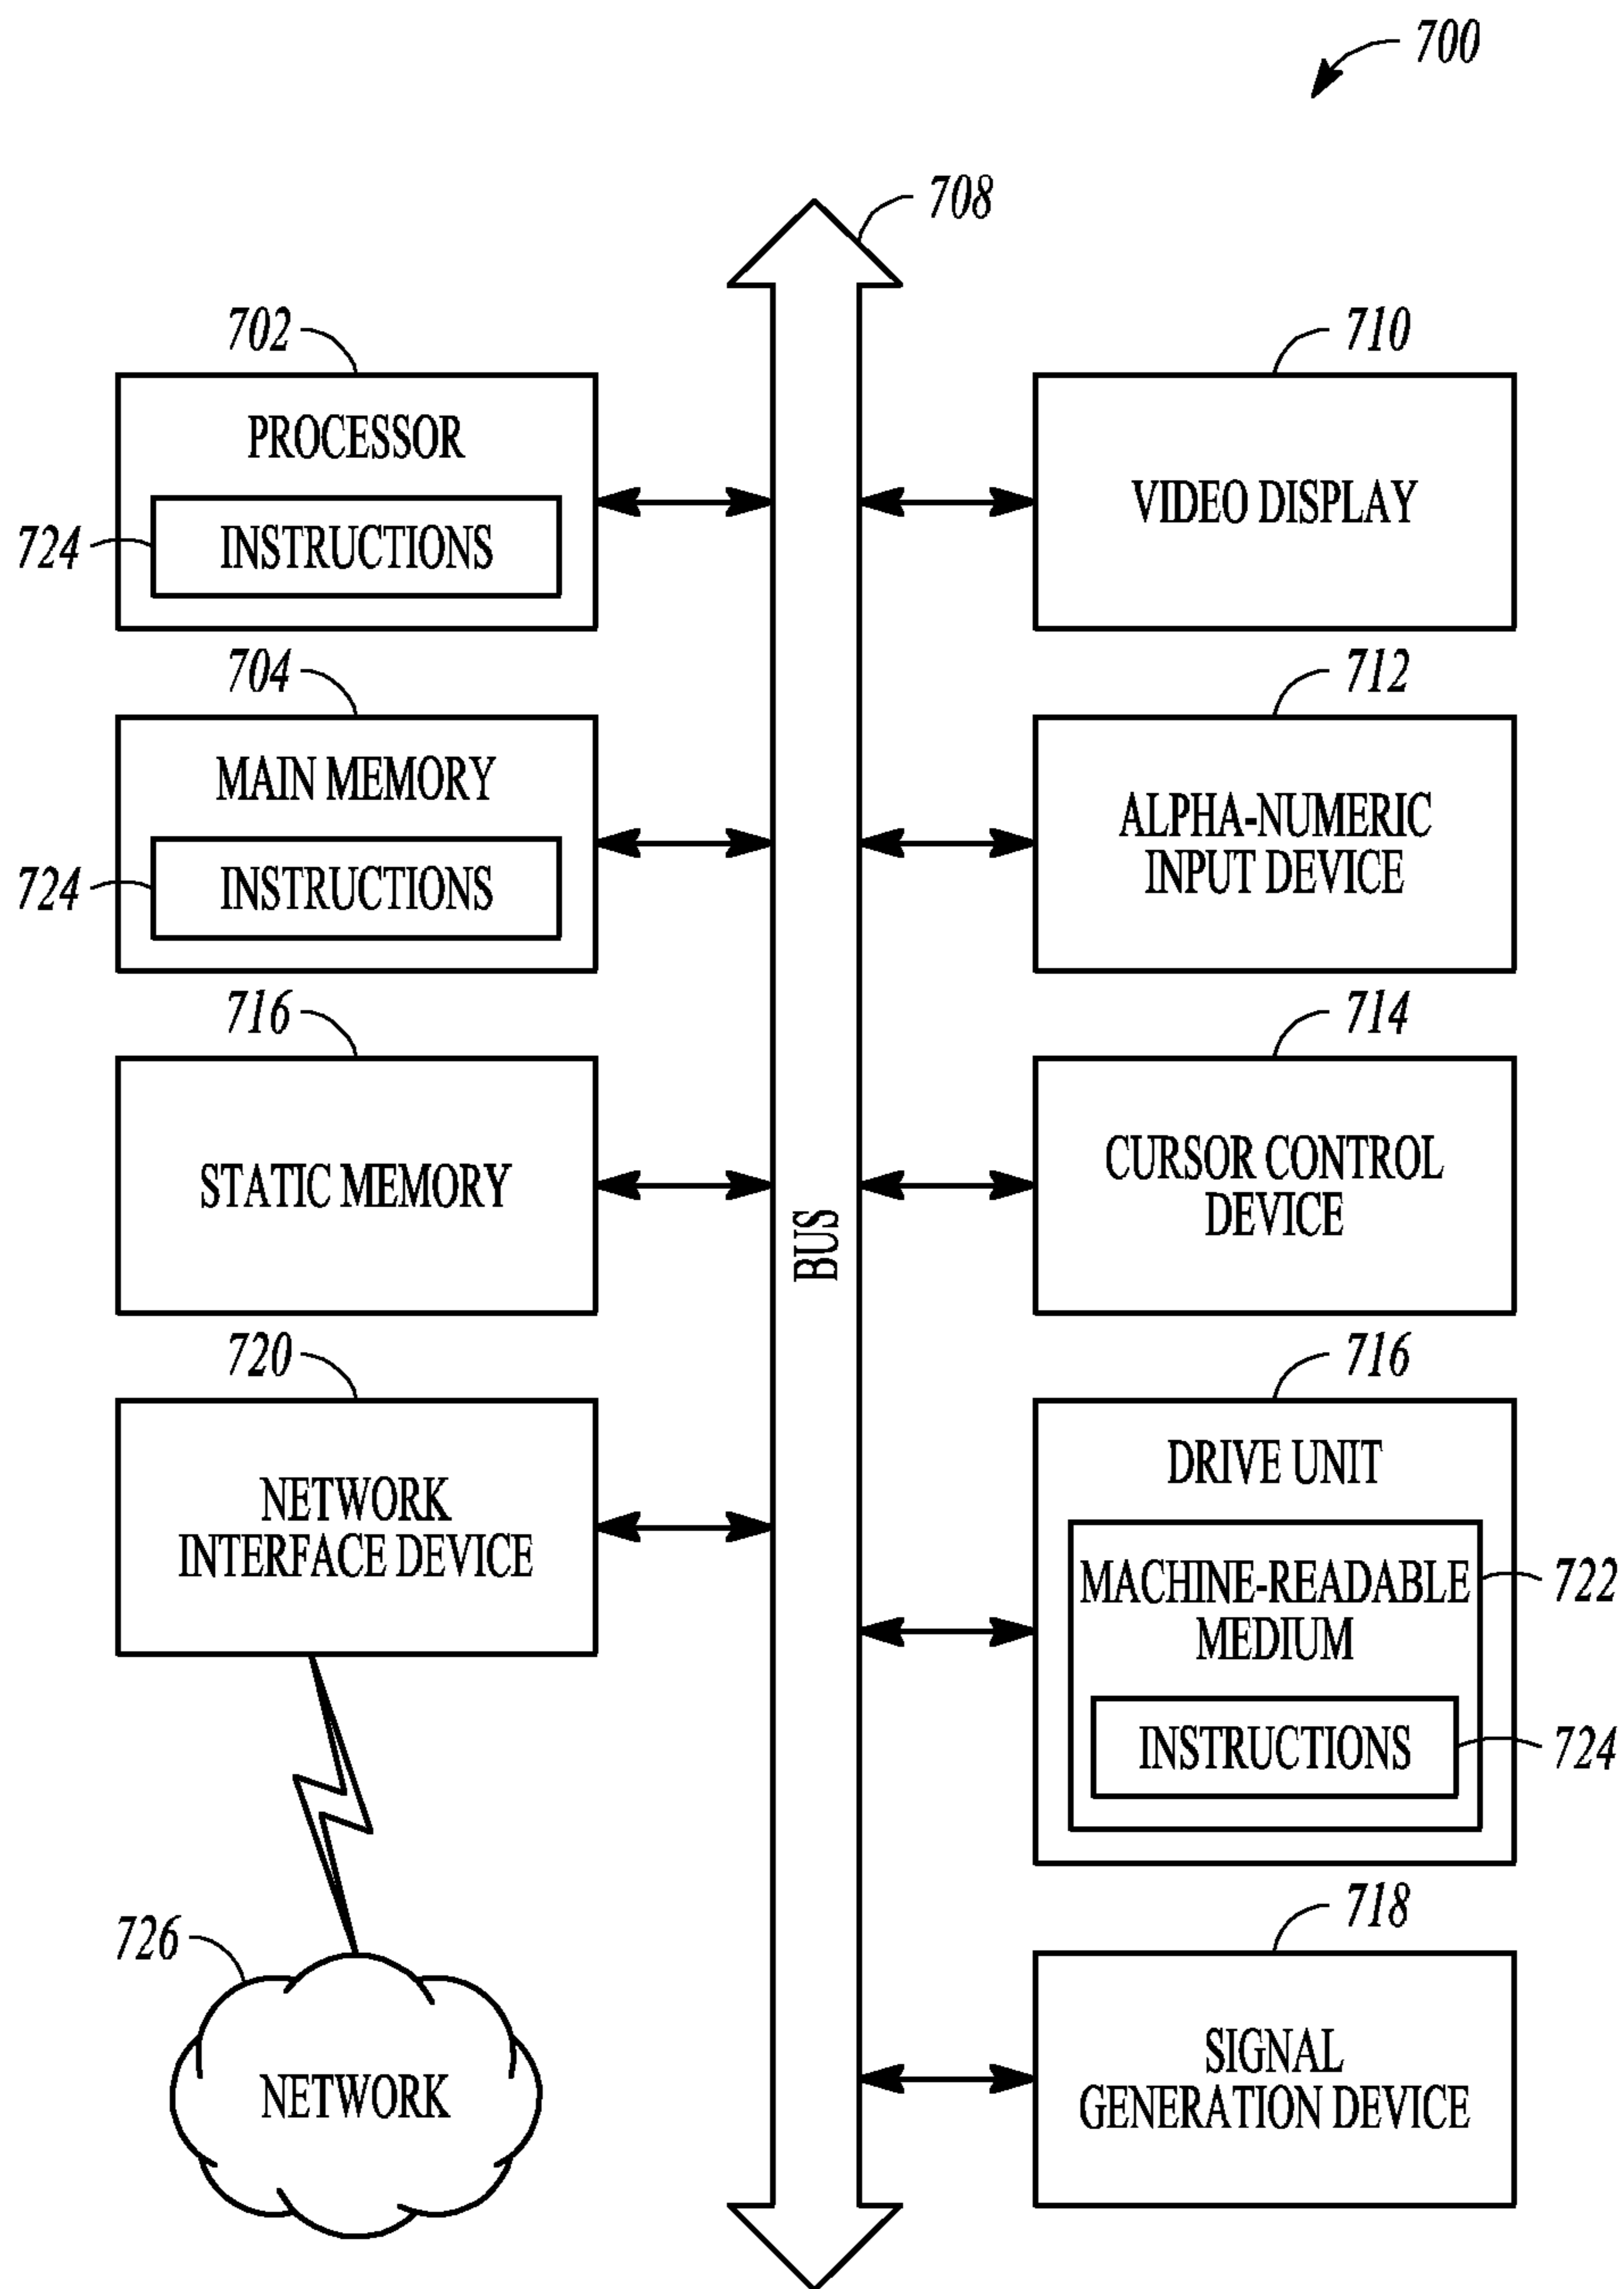 700
708
702
PROCESSOR
724
INSTRUCTIONS
704
MAIN MEMORY
724
INSTRUCTIONS
716
STATIC MEMORY
720
NETWORK
INTERFACE DEVICE
726
NETWORK
BUS
710
VIDEO DISPLAY
712
ALPHA-NUMERIC
INPUT DEVICE
714
CURSOR CONTROL
DEVICE
716
DRIVE UNIT
MACHINE-READABLE
MEDIUM
722
INSTRUCTIONS
724
718
SIGNAL
GENERATION DEVICE